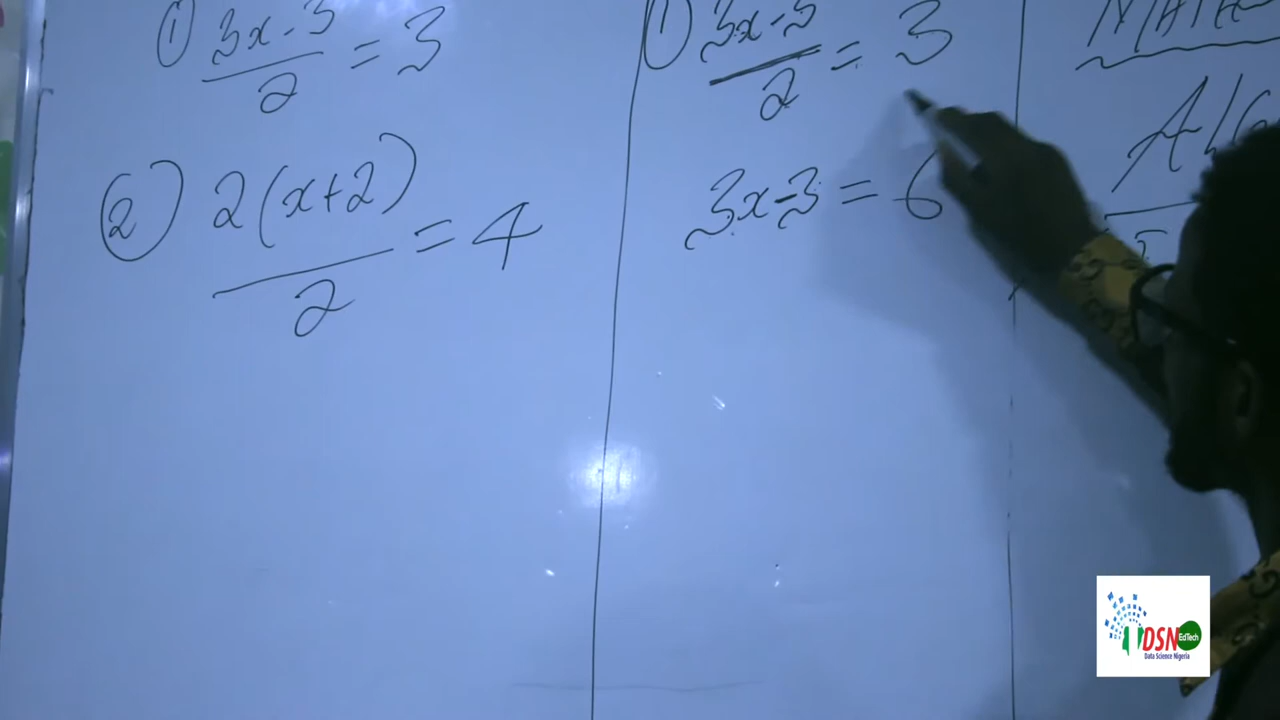 ① 3x-3/2 = 3
② 2(x+2)/2 = 4
① 3x-3/2 = 3
3x-3 = 6
DSN
EdTech
Data Science Nigeria